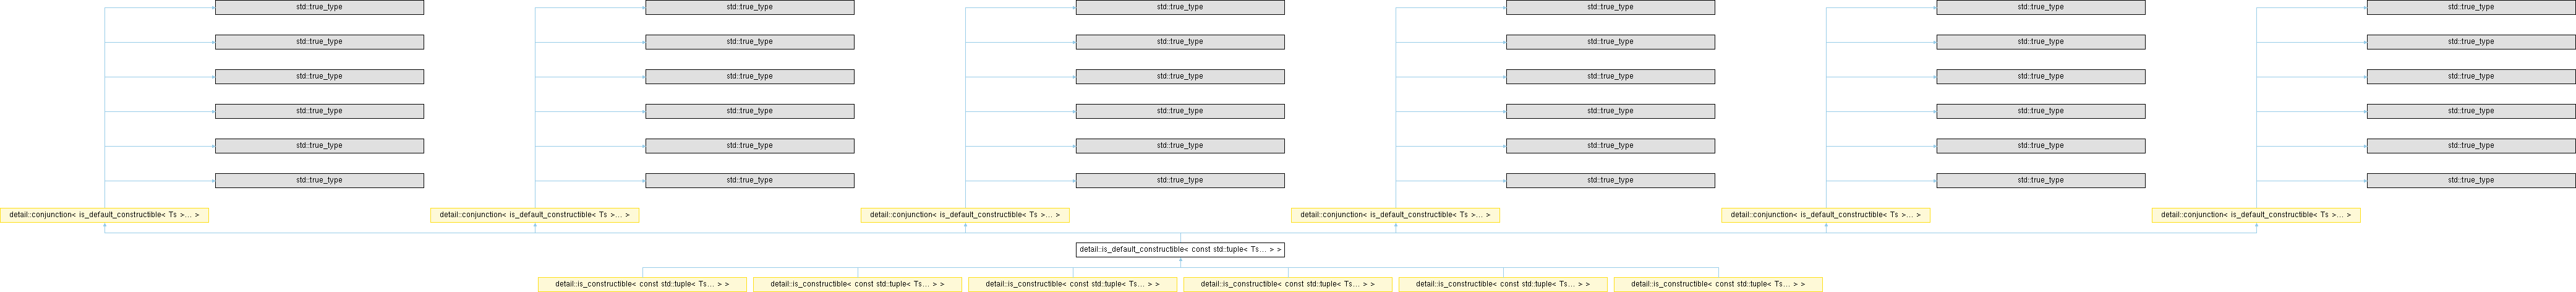 std::true_type std::true_type std::true_type std::true_type std::true_type std::true_type
std::true_type std::true_type std::true_type std::true_type std::true_type std::true_type
std::true_type std::true_type std::true_type std::true_type std::true_type std::true_type
std::true_type std::true_type std::true_type std::true_type std::true_type std::true_type
std::true_type std::true_type std::true_type std::true_type std::true_type std::true_type
std::true_type std::true_type std::true_type std::true_type std::true_type std::true_type
detail::conjunction< is_default_constructible< Ts >... > detail::conjunction< is_default_constructible< Ts >... > detail::conjunction< is_default_constructible< Ts >... > detail::conjunction< is_default_constructible< Ts >... > detail::conjunction< is_default_constructible< Ts >... > detail::conjunction< is_default_constructible< Ts >... >
detail::is_default_constructible< const std::tuple< Ts... > >
detail::is_constructible< const std::tuple< Ts... > > detail::is_constructible< const std::tuple< Ts... > > detail::is_constructible< const std::tuple< Ts... > > detail::is_constructible< const std::tuple< Ts... > > detail::is_constructible< const std::tuple< Ts... > > detail::is_constructible< const std::tuple< Ts... > >